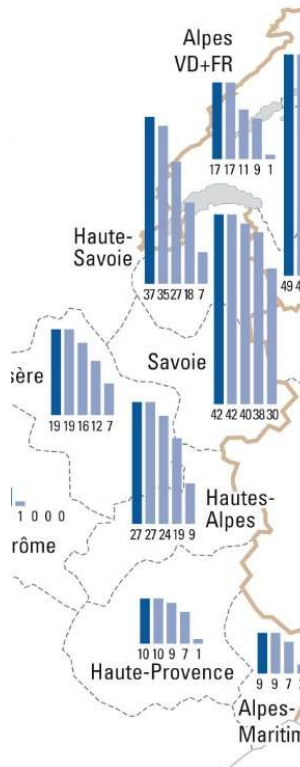 Alpes
VD+FR
17 17 11 9 1
49
Haute-
Savoie
37 35 27 18 7
Savoie
42 42 40 38 30
sère
19 19 16 12 7
Hautes-
Alpes
27 27 24 19 9
1 0 0 0
rôme
10 10 9 7 1
Haute-Provence
9 9 7
Alpes-
Maritim